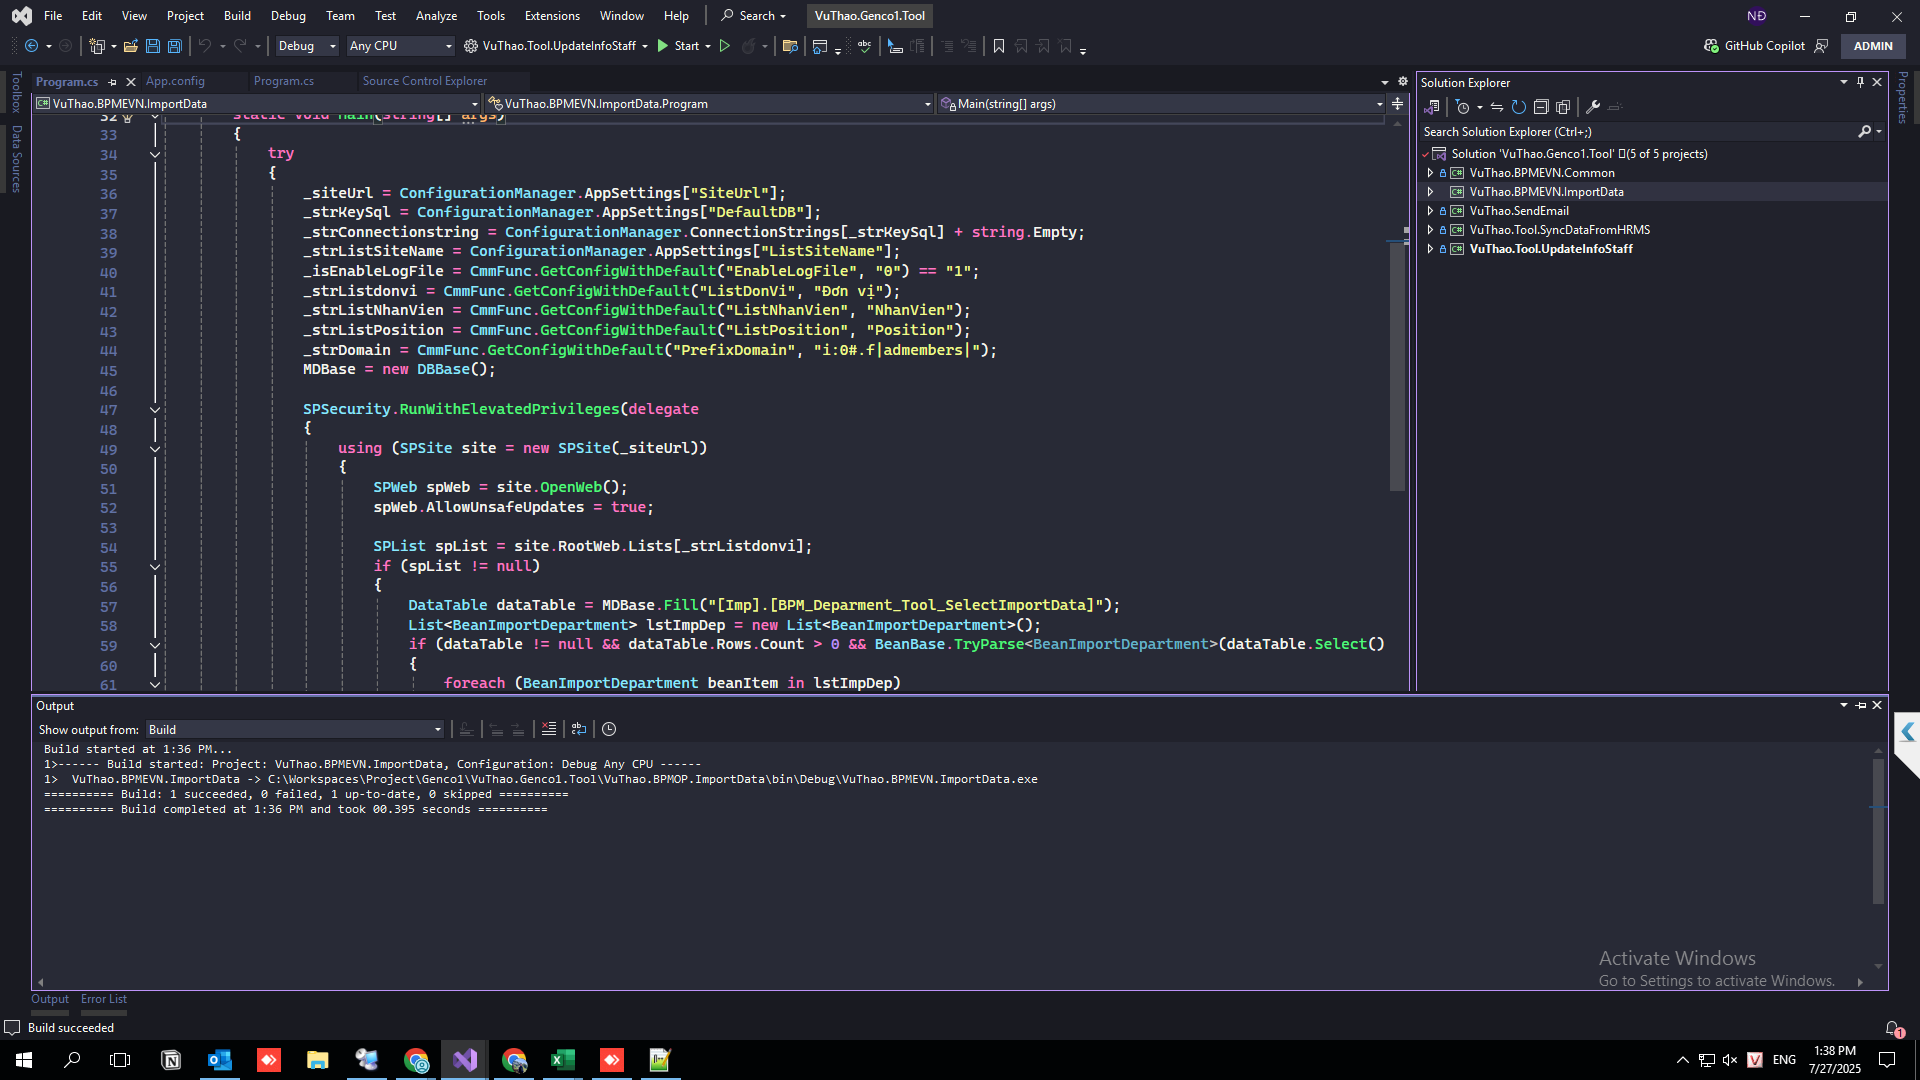 File Edit View Project Build Debug Team Test Analyze Tools Extensions Window Help Search VuThao.Genco1.Tool NĐ
Debug Any CPU VuThao.Tool.UpdateInfoStaff Start GitHub Copilot ADMIN
Toolbox
Data Sources
Program.cs App.config Program.cs Source Control Explorer
VuThao.BPMEVN.ImportData VuThao.BPMEVN.ImportData.Program Main(string[] args)
32 static void Main(string[] args)
33 {
34 try
35 {
36 _siteUrl = ConfigurationManager.AppSettings["SiteUrl"];
37 _strKeySql = ConfigurationManager.AppSettings["DefaultDB"];
38 _strConnectionstring = ConfigurationManager.ConnectionStrings[_strKeySql] + string.Empty;
39 _strListSiteName = ConfigurationManager.AppSettings["ListSiteName"];
40 _isEnableLogFile = CmmFunc.GetConfigWithDefault("EnableLogFile", "0") == "1";
41 _strListdonvi = CmmFunc.GetConfigWithDefault("ListDonVi", "Đơn vị");
42 _strListNhanVien = CmmFunc.GetConfigWithDefault("ListNhanVien", "NhanVien");
43 _strListPosition = CmmFunc.GetConfigWithDefault("ListPosition", "Position");
44 _strDomain = CmmFunc.GetConfigWithDefault("PrefixDomain", "i:0#.f|admembers|");
45 MDBase = new DBBase();
46
47 SPSecurity.RunWithElevatedPrivileges(delegate
48 {
49 using (SPSite site = new SPSite(_siteUrl))
50 {
51 SPWeb spWeb = site.OpenWeb();
52 spWeb.AllowUnsafeUpdates = true;
53
54 SPList spList = site.RootWeb.Lists[_strListdonvi];
55 if (spList != null)
56 {
57 DataTable dataTable = MDBase.Fill("[Imp].[BPM_Deparment_Tool_SelectImportData]");
58 List<BeanImportDepartment> lstImpDep = new List<BeanImportDepartment>();
59 if (dataTable != null && dataTable.Rows.Count > 0 && BeanBase.TryParse<BeanImportDepartment>(dataTable.Select()
60 {
61 foreach (BeanImportDepartment beanItem in lstImpDep)
Solution Explorer
Search Solution Explorer (Ctrl+;)
Solution 'VuThao.Genco1.Tool' (5 of 5 projects)
VuThao.BPMEVN.Common
VuThao.BPMEVN.ImportData
VuThao.SendEmail
VuThao.Tool.SyncDataFromHRMS
VuThao.Tool.UpdateInfoStaff
Properties
Output
Show output from: Build
Build started at 1:36 PM...
1>------ Build started: Project: VuThao.BPMEVN.ImportData, Configuration: Debug Any CPU ------
1> VuThao.BPMEVN.ImportData -> C:\Workspaces\Project\Genco1\VuThao.Genco1.Tool\VuThao.BPMOP.ImportData\bin\Debug\VuThao.BPMEVN.ImportData.exe
========== Build: 1 succeeded, 0 failed, 1 up-to-date, 0 skipped ==========
========== Build completed at 1:36 PM and took 00.395 seconds ==========
Activate Windows
Go to Settings to activate Windows.
Output Error List
Build succeeded 1
ENG 1:38 PM
7/27/2025